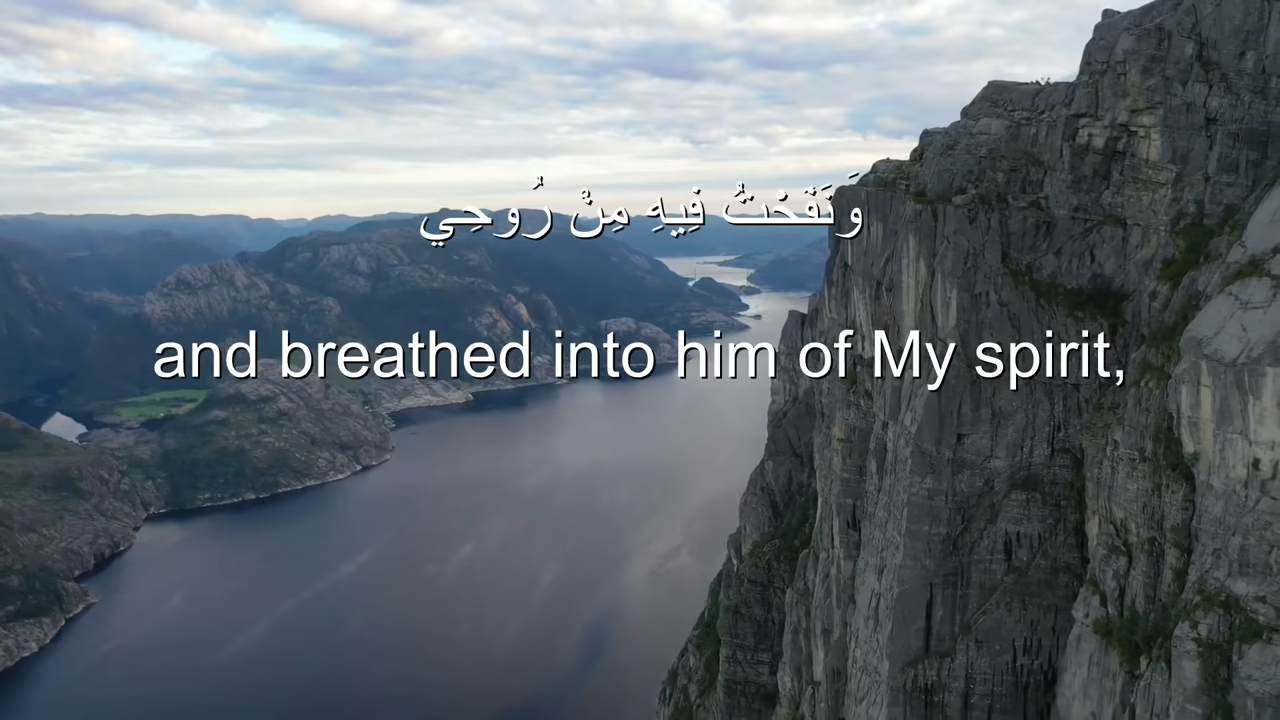 وَنَفَخْتُ فِيهِ مِنْ رُوحِي
and breathed into him of My spirit,